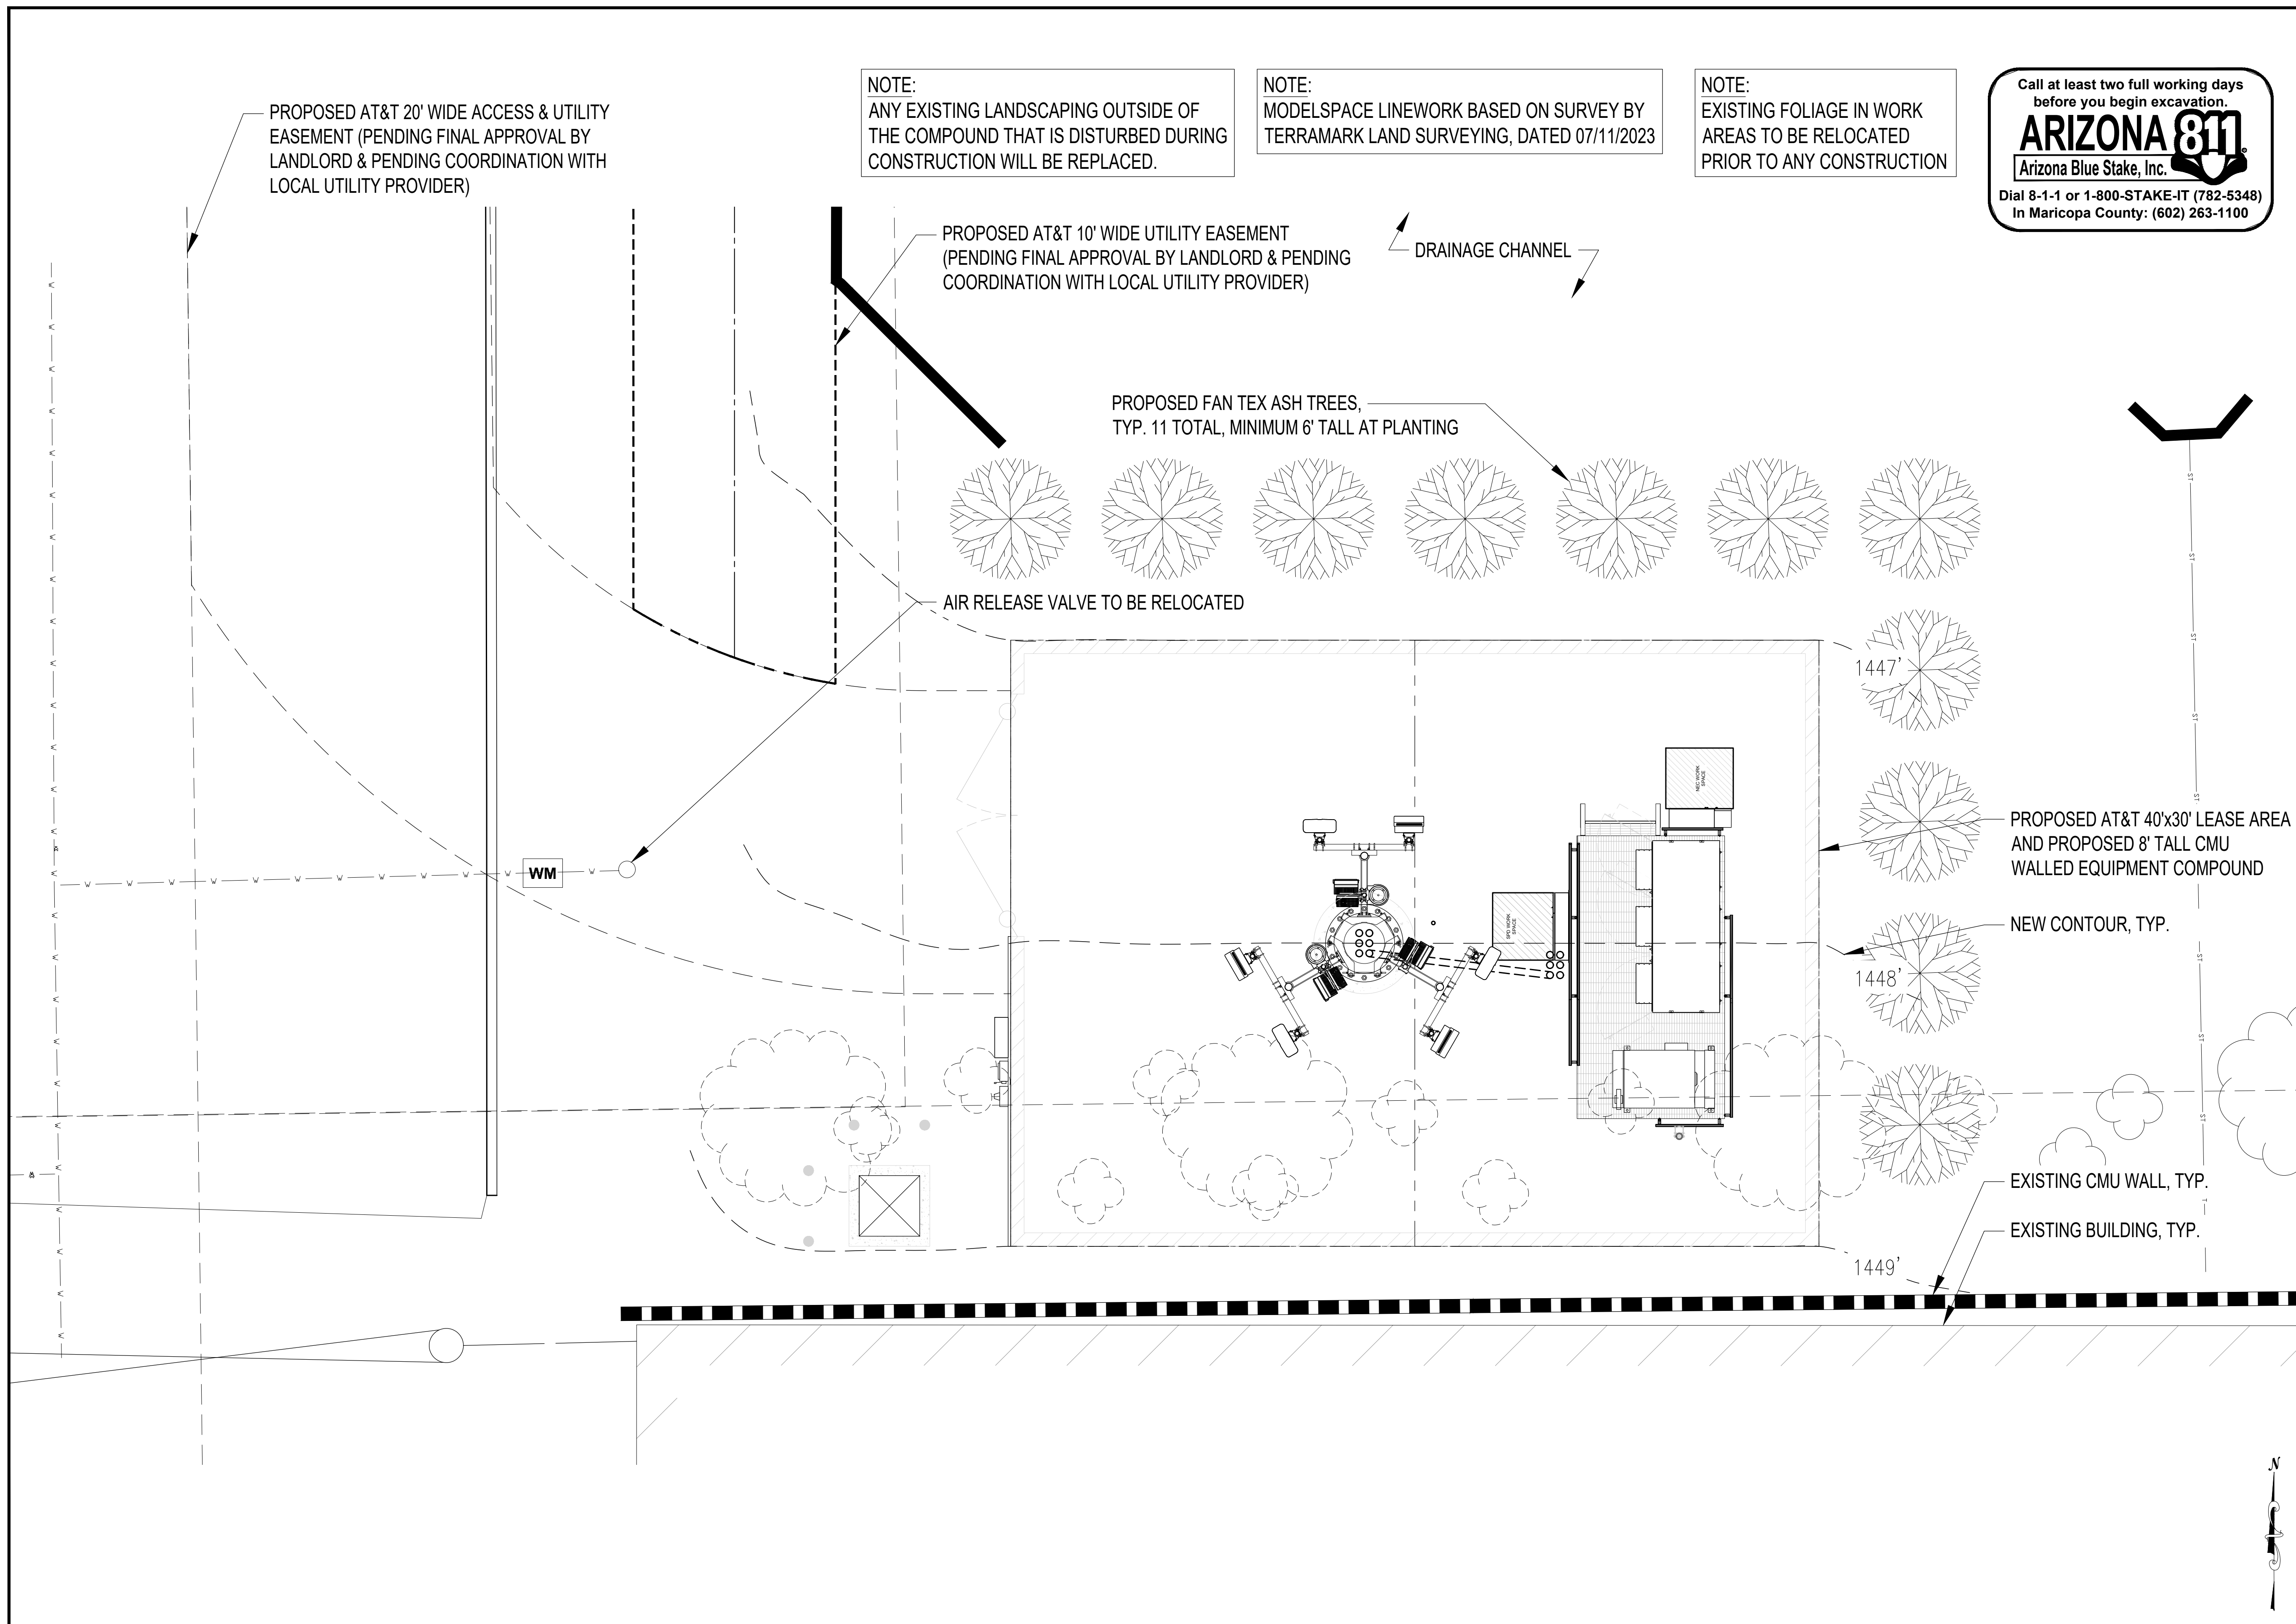 PROPOSED AT&T 20' WIDE ACCESS & UTILITY
EASEMENT (PENDING FINAL APPROVAL BY
LANDLORD & PENDING COORDINATION WITH
LOCAL UTILITY PROVIDER)
NOTE:
ANY EXISTING LANDSCAPING OUTSIDE OF
THE COMPOUND THAT IS DISTURBED DURING
CONSTRUCTION WILL BE REPLACED.
NOTE:
MODELSPACE LINEWORK BASED ON SURVEY BY
TERRAMARK LAND SURVEYING, DATED 07/11/2023
NOTE:
EXISTING FOLIAGE IN WORK
AREAS TO BE RELOCATED
PRIOR TO ANY CONSTRUCTION
Call at least two full working days
before you begin excavation.
ARIZONA 811
Arizona Blue Stake, Inc.
Dial 8-1-1 or 1-800-STAKE-IT (782-5348)
In Maricopa County: (602) 263-1100
PROPOSED AT&T 10' WIDE UTILITY EASEMENT
(PENDING FINAL APPROVAL BY LANDLORD & PENDING
COORDINATION WITH LOCAL UTILITY PROVIDER)
DRAINAGE CHANNEL
PROPOSED FAN TEX ASH TREES,
TYP. 11 TOTAL, MINIMUM 6' TALL AT PLANTING
AIR RELEASE VALVE TO BE RELOCATED
1447'
NEC WORK
SPACE
PROPOSED AT&T 40'x30' LEASE AREA
AND PROPOSED 8' TALL CMU
WALLED EQUIPMENT COMPOUND
WM
SPD WORK
SPACE
NEW CONTOUR, TYP.
1448'
EXISTING CMU WALL, TYP.
EXISTING BUILDING, TYP.
1449'
N